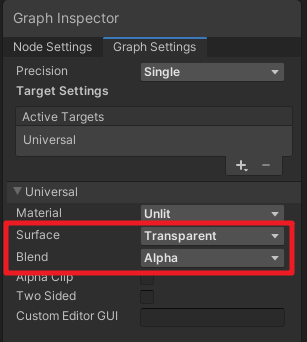 Graph Inspector
Node Settings Graph Settings
Precision Single
Target Settings
Active Targets
Universal
+ −
Universal
Material Unlit
Surface Transparent
Blend Alpha
Alpha Clip
Two Sided
Custom Editor GUI